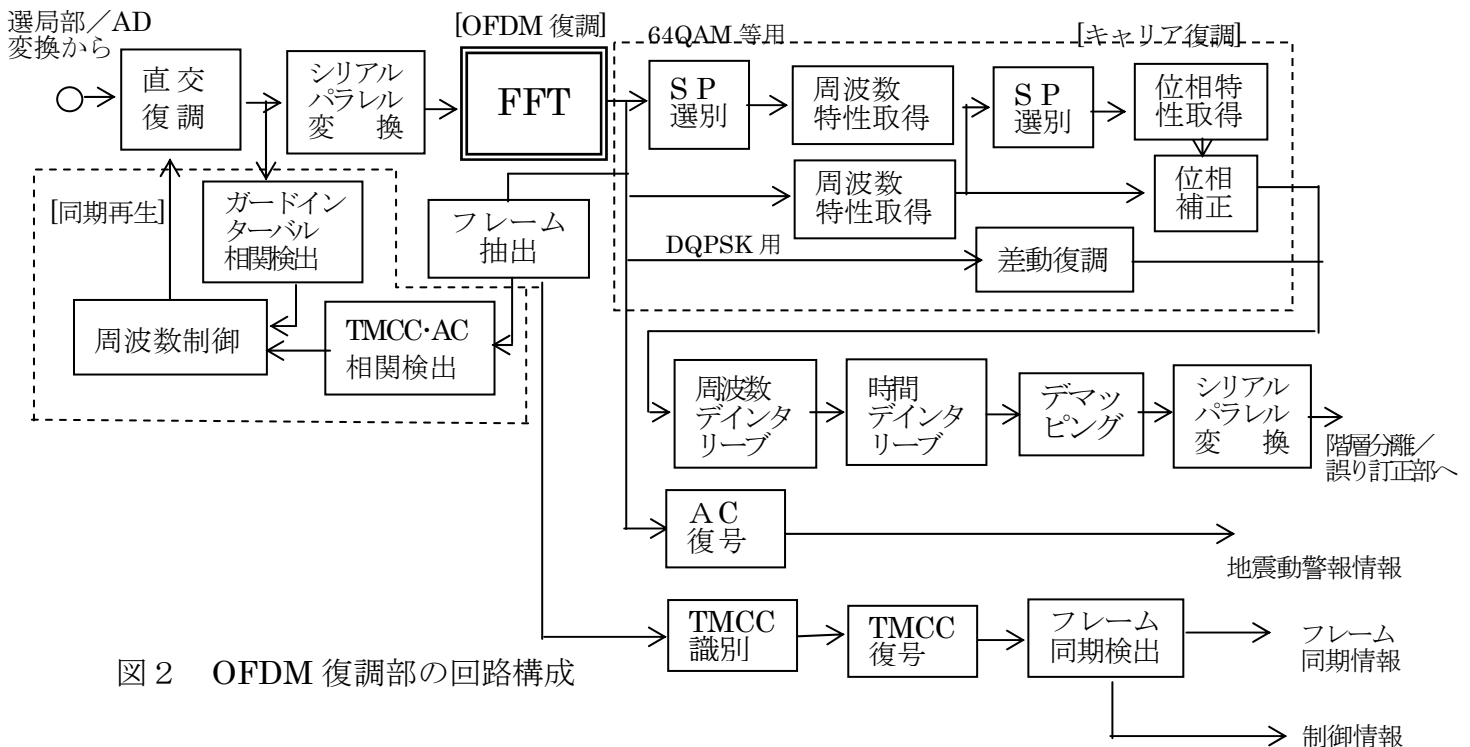 選局部／AD
変換から
直交
復調
シリアル
パラレル
変　換
[OFDM 復調]
FFT
64QAM 等用
[キャリア復調]
ＳＰ
選別
周波数
特性取得
ＳＰ
選別
位相特
性取得
周波数
特性取得
位相
補正
DQPSK 用
差動復調
[同期再生]
ガードイン
ターバル
相関検出
フレーム
抽出
周波数制御
TMCC･AC
相関検出
周波数
デインタ
リーブ
時間
デインタ
リーブ
デマッ
ピング
シリアル
パラレル
変　換
階層分離／
誤り訂正部へ
ＡＣ
復号
地震動警報情報
TMCC
識別
TMCC
復号
フレーム
同期検出
フレーム
同期情報
制御情報
図２　OFDM 復調部の回路構成